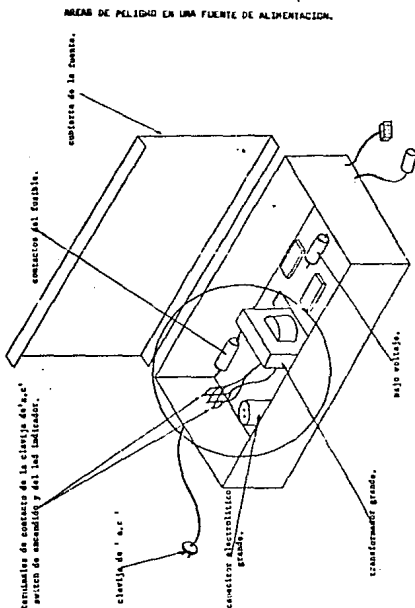 AREAS DE PELIGRO EN UNA FUENTE DE ALIMENTACION.
cubierta de la fuente.
contactos del fusible.
terminales de contacto de la clavija de'a.c'
switch de encendido y del led indicador.
clavija de ' a.c '
capacitor electrolitico
grande.
transformador grande.
bajo voltaje.